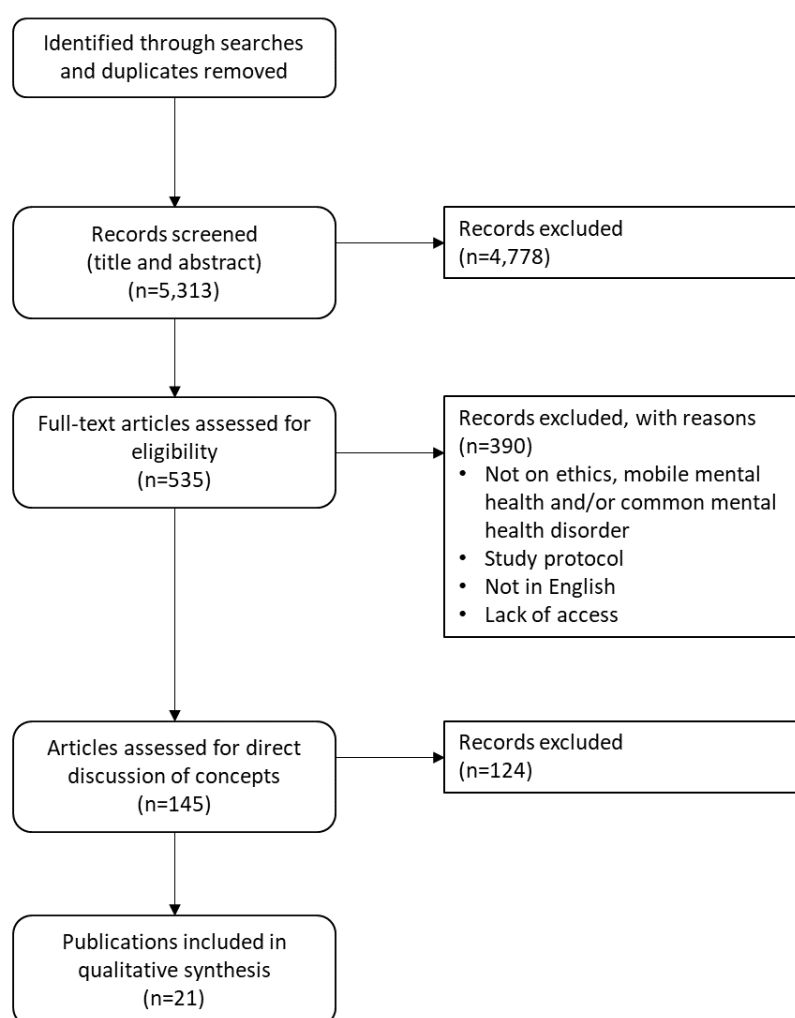 Identified through searches
and duplicates removed
Records screened
(title and abstract)
(n=5,313)
Records excluded
(n=4,778)
Full-text articles assessed for
eligibility
(n=535)
Records excluded, with reasons
(n=390)
• Not on ethics, mobile mental
health and/or common mental
health disorder
• Study protocol
• Not in English
• Lack of access
Articles assessed for direct
discussion of concepts
(n=145)
Records excluded
(n=124)
Publications included in
qualitative synthesis
(n=21)